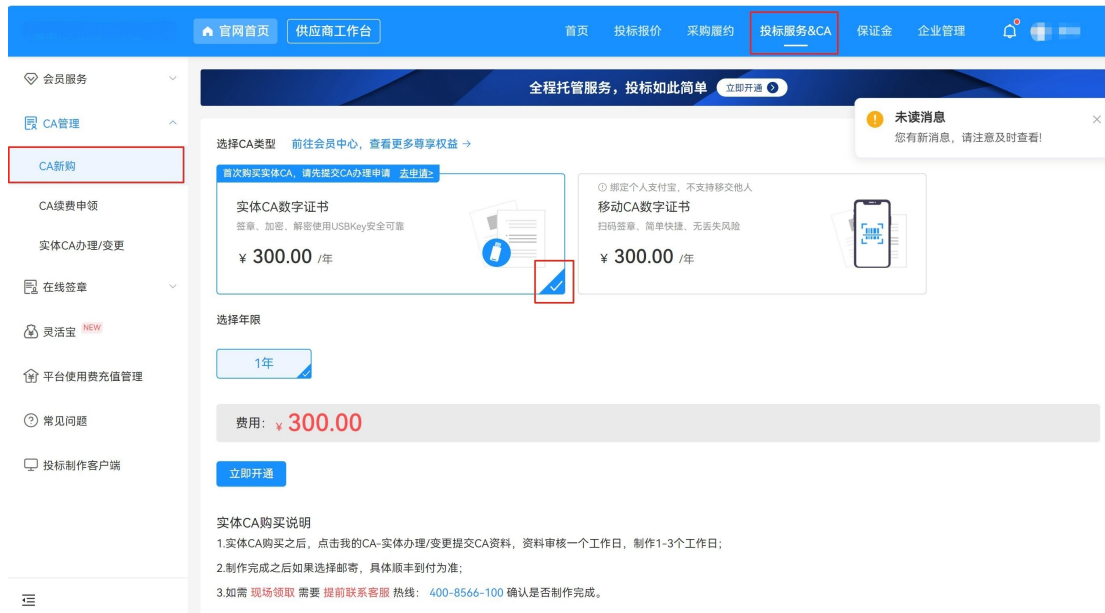 官网首页 供应商工作台 首页 投标报价 采购履约 投标服务&CA 保证金 企业管理
会员服务
CA管理
CA新购
CA续费申领
实体CA办理/变更
在线签章
灵活宝 NEW
平台使用费充值管理
常见问题
投标制作客户端
全程托管服务，投标如此简单 立即开通
未读消息
您有新消息，请注意及时查看!
选择CA类型 前往会员中心，查看更多尊享权益 →
首次购买实体CA，请先提交CA办理申请 去申请>
实体CA数字证书
签章、加密、解密使用USBKey安全可靠
¥ 300.00 /年
绑定个人支付宝，不支持移交他人
移动CA数字证书
扫码签章、简单快捷、无丢失风险
¥ 300.00 /年
选择年限
1年
费用: ¥ 300.00
立即开通
实体CA购买说明
1.实体CA购买之后，点击我的CA-实体办理/变更提交CA资料，资料审核一个工作日，制作1-3个工作日；
2.制作完成之后如果选择邮寄，具体顺丰到付为准；
3.如需 现场领取 需要 提前联系客服 热线: 400-8566-100 确认是否制作完成。